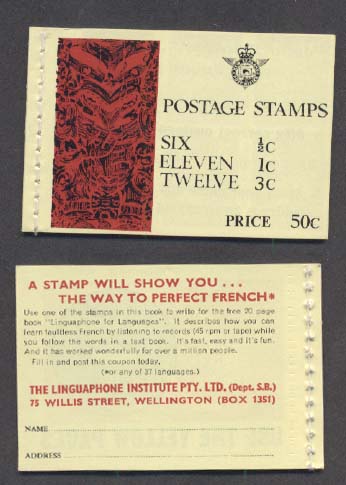 POSTAGE STAMPS
SIX ½C
ELEVEN 1C
TWELVE 3C
PRICE 50C
A STAMP WILL SHOW YOU . . .
THE WAY TO PERFECT FRENCH*
Use one of the stamps in this book to write for the free 20 page
book "Linguaphone for Languages". It describes how you can
learn faultless French by listening to records (45 rpm or tape) while
you follow the words in a text book. It's fast, easy and it's fun.
And it has worked wonderfully for over a million people.
Fill in and post this coupon today.
(*or any of 37 languages.)
THE LINGUAPHONE INSTITUTE PTY. LTD. (Dept. S.B.)
75 WILLIS STREET, WELLINGTON (BOX 1351)
NAME
ADDRESS